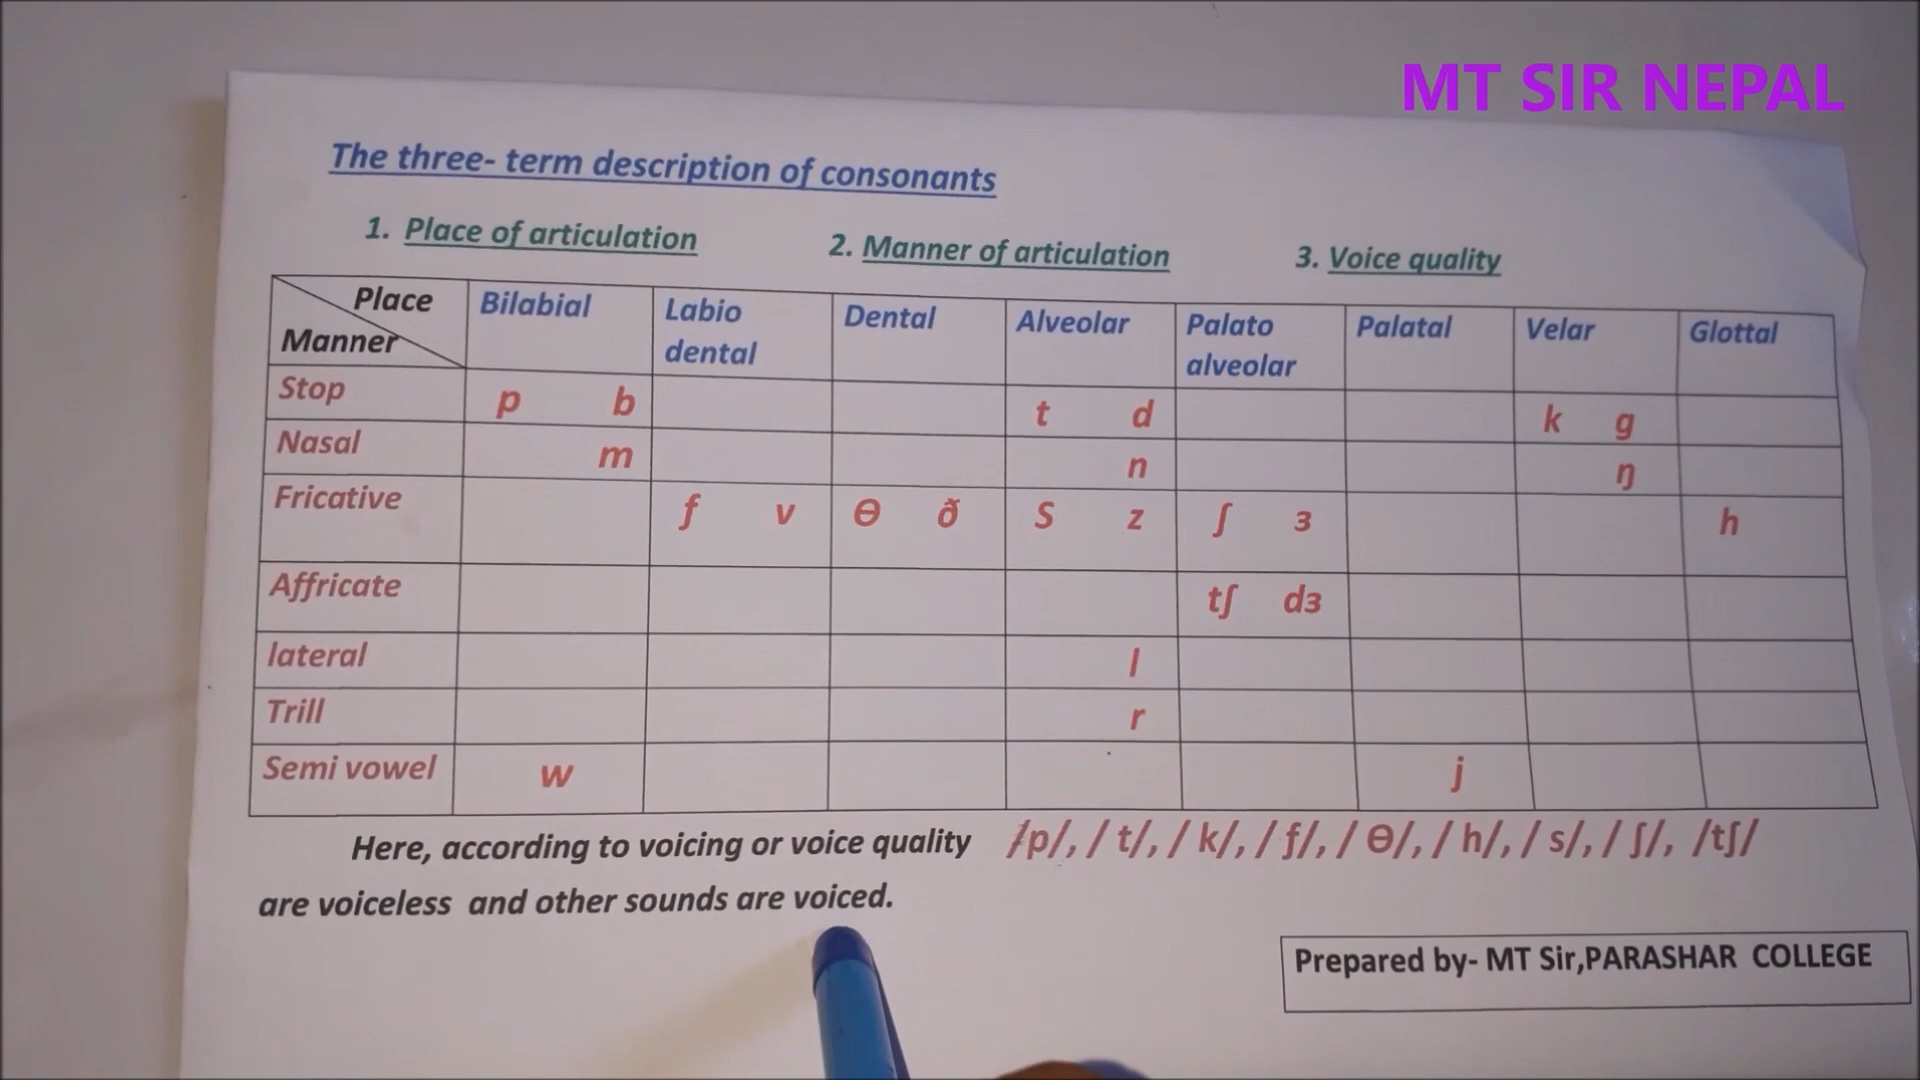 MT SIR NEPAL
The three- term description of consonants
1. Place of articulation 2. Manner of articulation 3. Voice quality
Place Manner Bilabial Labio dental Dental Alveolar Palato alveolar Palatal Velar Glottal
Stop p b t d k g
Nasal m n ŋ
Fricative f v ɵ ð S z ʃ ɜ h
Affricate tʃ dɜ
lateral l
Trill r
Semi vowel w j
Here, according to voicing or voice quality /p/, / t/, / k/, / f/, / ɵ/, / h/, / s/, / ʃ/, /tʃ/
are voiceless and other sounds are voiced.
Prepared by- MT Sir,PARASHAR COLLEGE